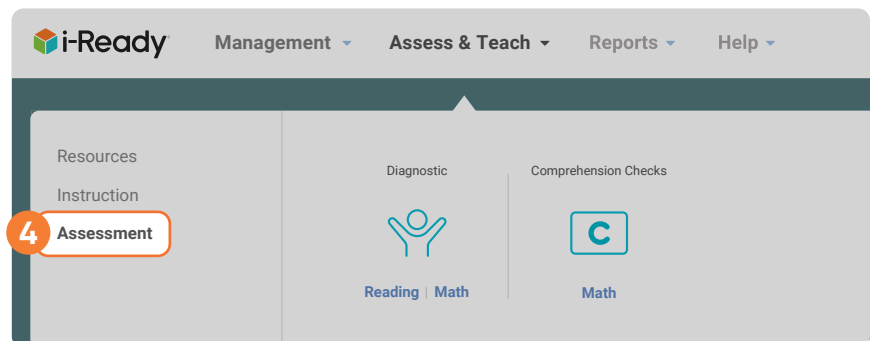 i-Ready Management Assess & Teach Reports Help
Resources
Instruction
4 Assessment
Diagnostic
Reading | Math
Comprehension Checks
C
Math